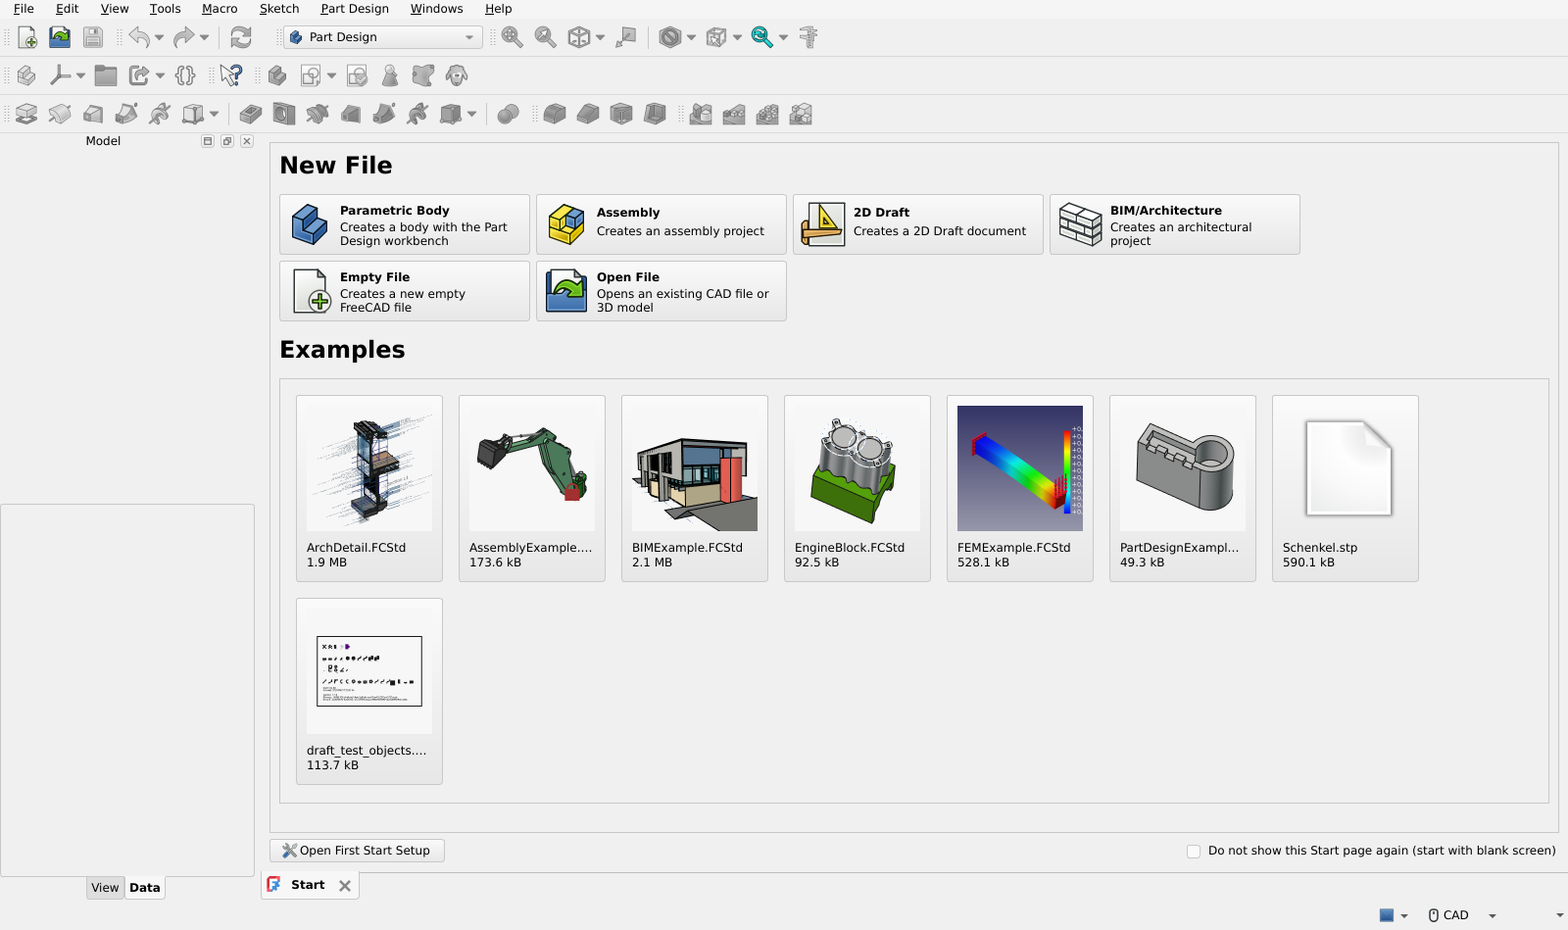 File Edit View Tools Macro Sketch Part Design Windows Help
Part Design
Model
New File
Parametric Body
Creates a body with the Part
Design workbench
Assembly
Creates an assembly project
2D Draft
Creates a 2D Draft document
BIM/Architecture
Creates an architectural
project
Empty File
Creates a new empty
FreeCAD file
Open File
Opens an existing CAD file or
3D model
Examples
ArchDetail.FCStd
1.9 MB
AssemblyExample....
173.6 kB
BIMExample.FCStd
2.1 MB
EngineBlock.FCStd
92.5 kB
FEMExample.FCStd
528.1 kB
PartDesignExampl...
49.3 kB
Schenkel.stp
590.1 kB
draft_test_objects....
113.7 kB
Open First Start Setup
Do not show this Start page again (start with blank screen)
View Data
Start
CAD